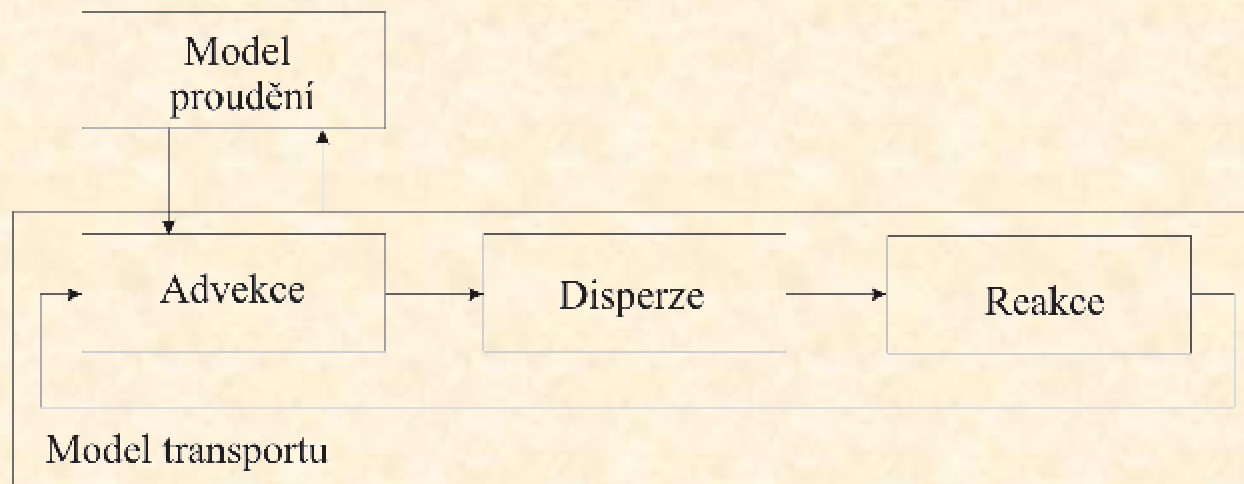 Model
proudění
Advekce
Disperze
Reakce
Model transportu